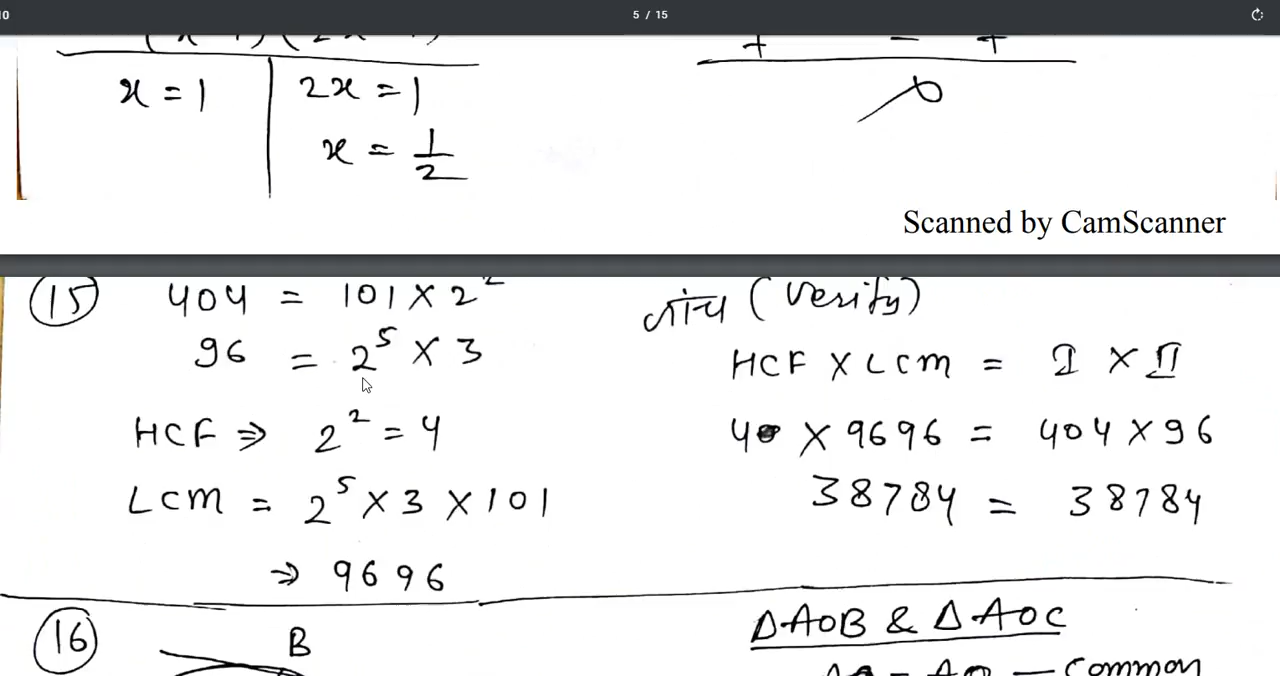 5 / 15
x = 1
2x = 1
x = 1/2
Scanned by CamScanner
(15) 404 = 101 × 2²
96 = 2⁵ × 3
HCF ⇒ 2² = 4
LCM = 2⁵ × 3 × 101
⇒ 9696
जांच (Verify)
HCF × LCM = I × II
4 × 9696 = 404 × 96
38784 = 38784
(16) B
ΔAOB & ΔAOC
— Common